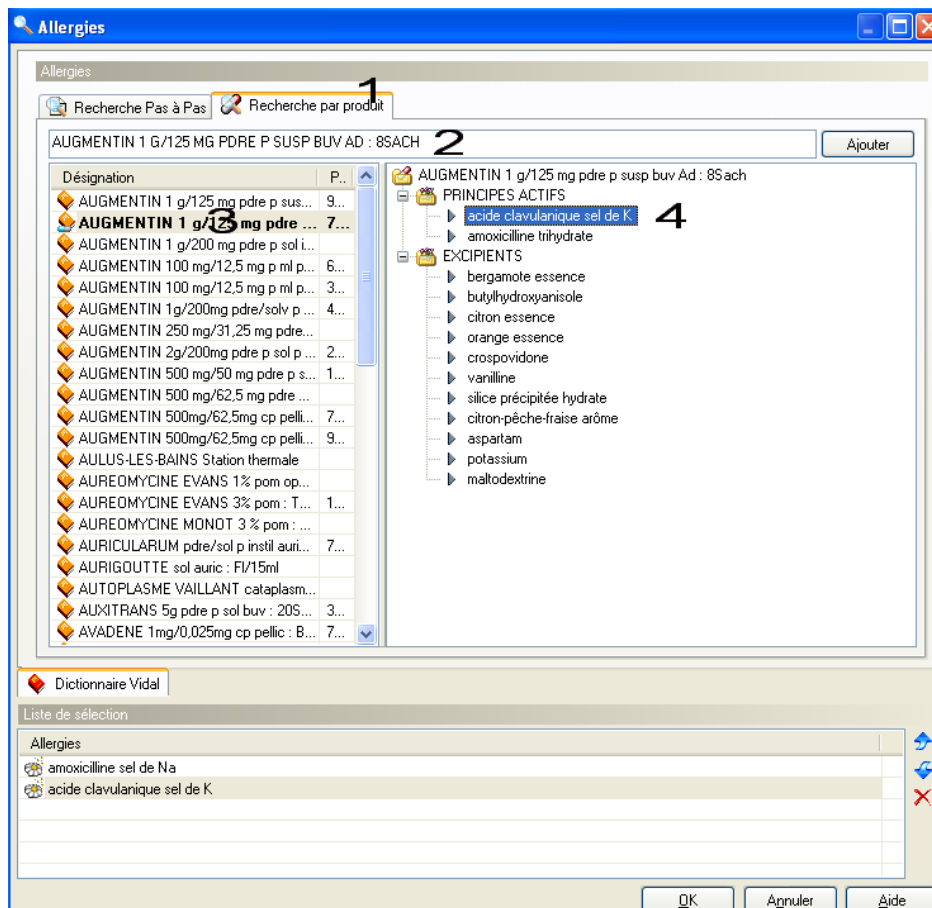 Allergies
Allergies
1
Recherche Pas à Pas
Recherche par produit
AUGMENTIN 1 G/125 MG PDRE P SUSP BUV AD : 8SACH 2
Ajouter
Désignation P..
AUGMENTIN 1 g/125 mg pdre p sus... 9...
AUGMENTIN 1 g/125 mg pdre ... 7...
3
AUGMENTIN 1 g/200 mg pdre p sol i...
AUGMENTIN 100 mg/12,5 mg p ml p... 6...
AUGMENTIN 100 mg/12,5 mg p ml p... 3...
AUGMENTIN 1g/200mg pdre/solv p ... 4...
AUGMENTIN 250 mg/31,25 mg pdre...
AUGMENTIN 2g/200mg pdre p sol p ... 2...
AUGMENTIN 500 mg/50 mg pdre p s... 1...
AUGMENTIN 500 mg/62,5 mg pdre ...
AUGMENTIN 500mg/62,5mg cp pelli... 7...
AUGMENTIN 500mg/62,5mg cp pelli... 9...
AULUS-LES-BAINS Station thermale
AUREOMYCINE EVANS 1% pom op...
AUREOMYCINE EVANS 3% pom : T... 1...
AUREOMYCINE MONOT 3 % pom : ...
AURICULARUM pdre/sol p instil auri... 7...
AURIGOUTTE sol auric : Fl/15ml
AUTOPLASME VAILLANT cataplasm...
AUXITRANS 5g pdre p sol buv : 20S... 3...
AVADENE 1mg/0,025mg cp pellic : B... 7...
AUGMENTIN 1 g/125 mg pdre p susp buv Ad : 8Sach
PRINCIPES ACTIFS
acide clavulanique sel de K 4
amoxicilline trihydrate
EXCIPIENTS
bergamote essence
butylhydroxyanisole
citron essence
orange essence
crospovidone
vanilline
silice précipitée hydrate
citron-pêche-fraise arôme
aspartam
potassium
maltodextrine
Dictionnaire Vidal
Liste de sélection
Allergies
amoxicilline sel de Na
acide clavulanique sel de K
OK
Annuler
Aide